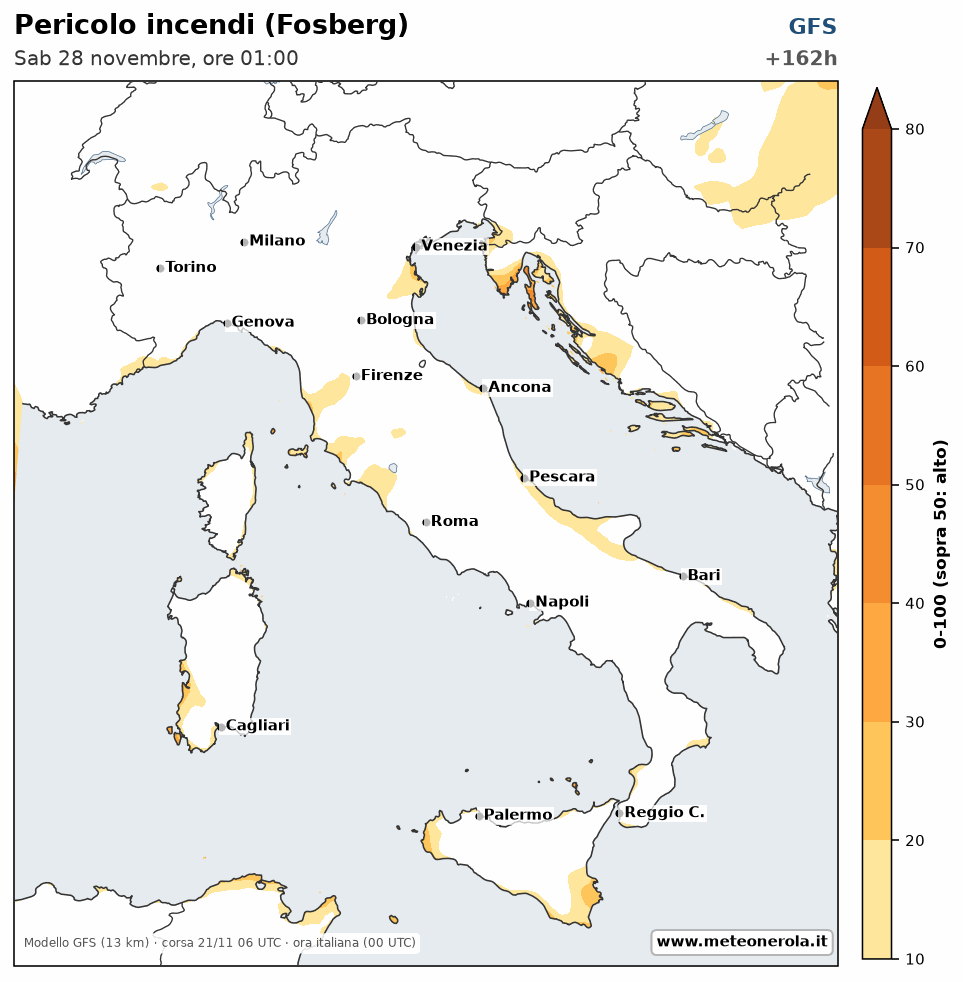 Pericolo incendi (Fosberg)
GFS
Sab 28 novembre, ore 01:00
+162h
Milano
Venezia
Torino
Genova
Bologna
Firenze
Ancona
Pescara
Roma
Bari
Napoli
Cagliari
Palermo
Reggio C.
80
70
60
50
40
30
20
10
0-100 (sopra 50: alto)
Modello GFS (13 km) · corsa 21/11 06 UTC · ora italiana (00 UTC)
www.meteonerola.it